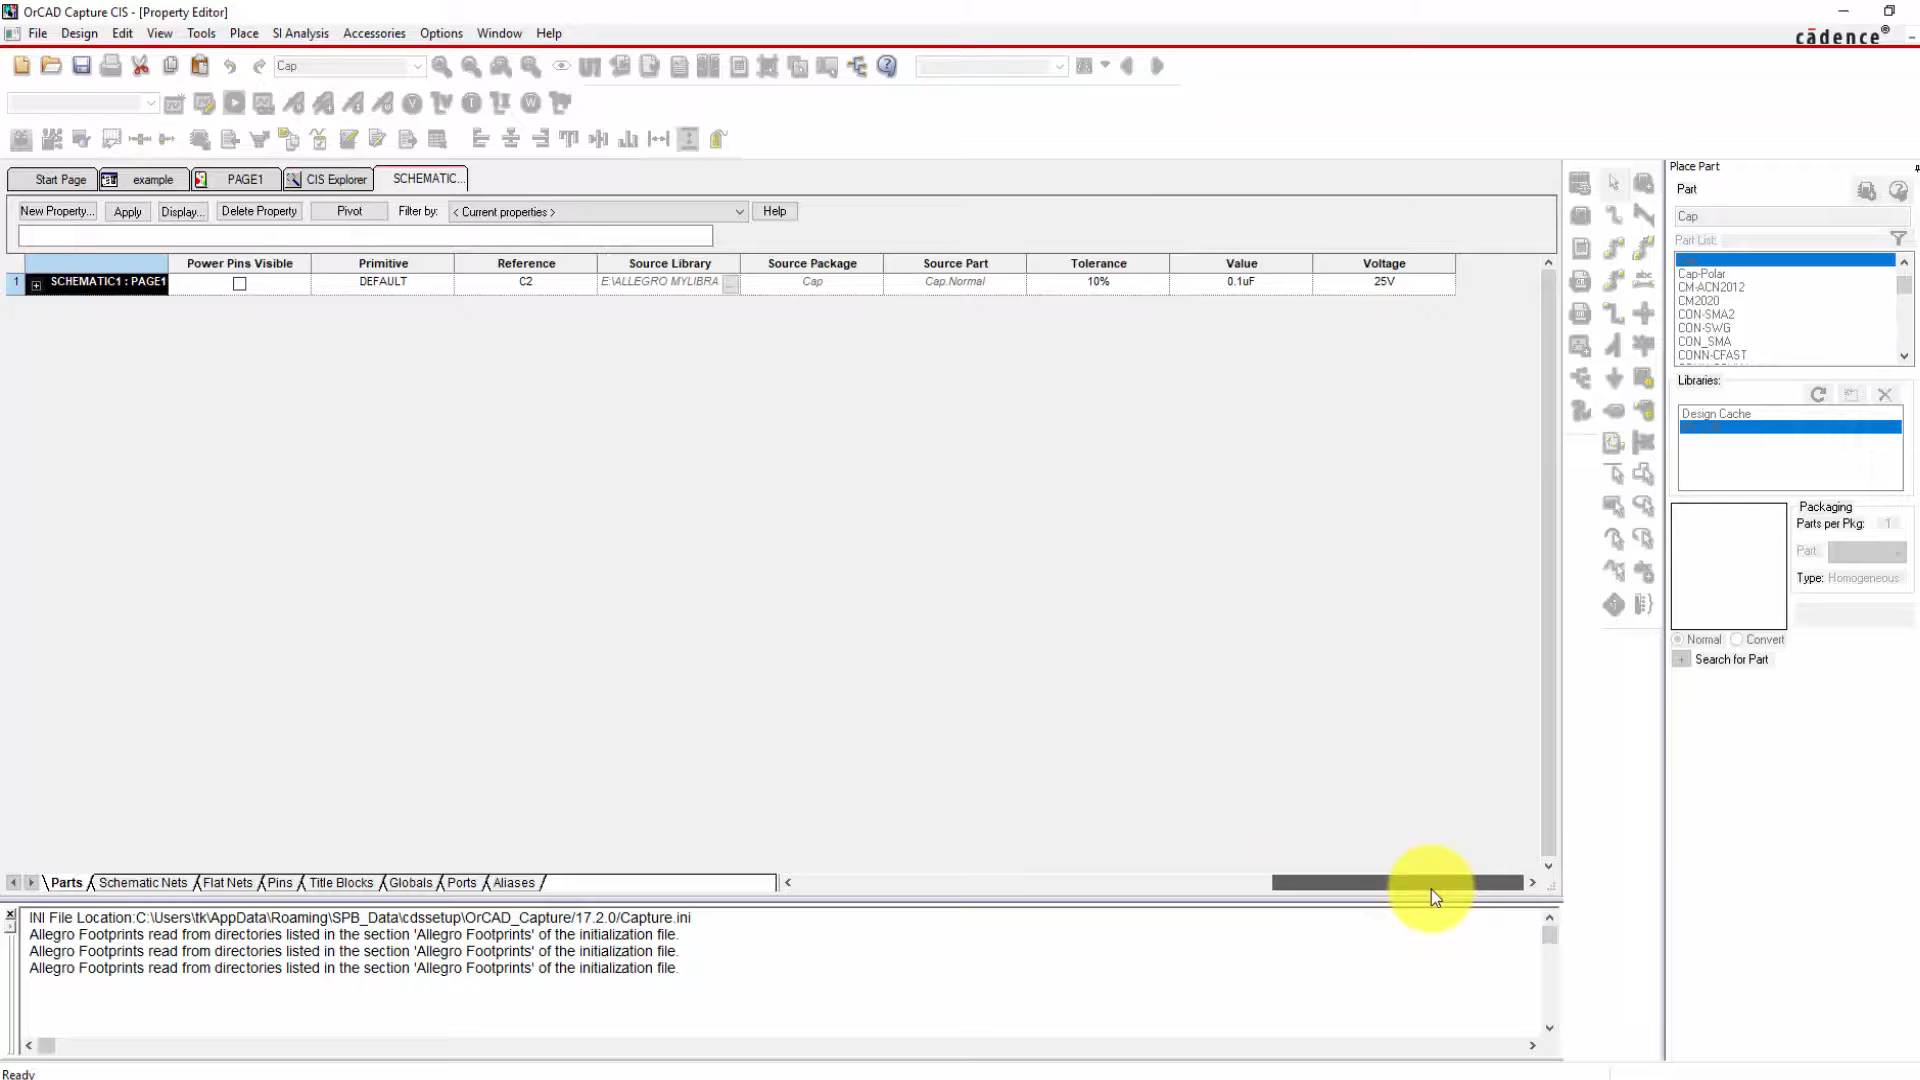 OrCAD Capture CIS - [Property Editor]
File Design Edit View Tools Place SI Analysis Accessories Options Window Help
cādence®
Cap
Start Page example PAGE1 CIS Explorer SCHEMATIC...
New Property... Apply Display... Delete Property Pivot Filter by: < Current properties > Help
Power Pins Visible Primitive Reference Source Library Source Package Source Part Tolerance Value Voltage
1 SCHEMATIC1 : PAGE1 DEFAULT C2 E:\ALLEGRO MYLIBRA Cap Cap.Normal 10% 0.1uF 25V
Parts Schematic Nets Flat Nets Pins Title Blocks Globals Ports Aliases
INI File Location:C:\Users\tk\AppData\Roaming\SPB_Data\cdssetup\OrCAD_Capture/17.2.0/Capture.ini
Allegro Footprints read from directories listed in the section 'Allegro Footprints' of the initialization file.
Allegro Footprints read from directories listed in the section 'Allegro Footprints' of the initialization file.
Allegro Footprints read from directories listed in the section 'Allegro Footprints' of the initialization file.
Ready
Place Part
Part
Cap
Part List:
Cap-Polar
CM-ACN2012
CM2020
CON-SMA2
CON-SWG
CON_SMA
CONN-CFAST
Libraries:
Design Cache
Packaging
Parts per Pkg: 1
Part:
Type: Homogeneous
Normal Convert
Search for Part